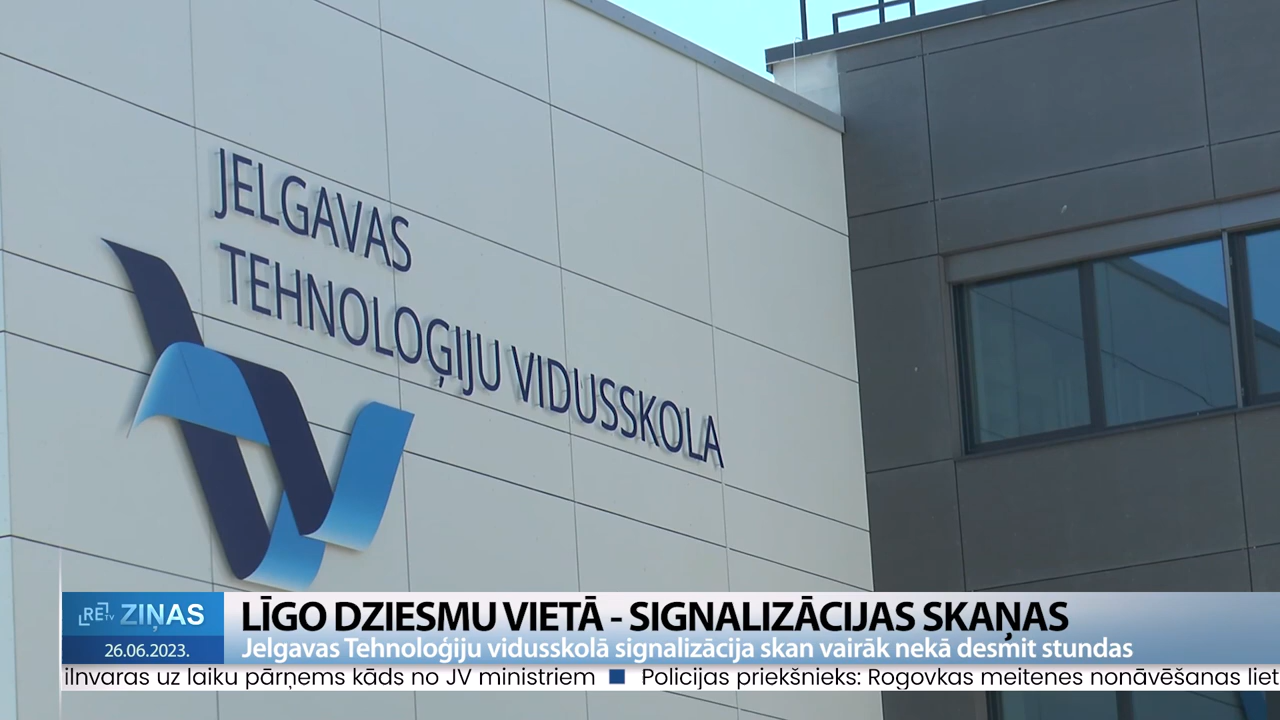 JELGAVAS
TEHNOLOĢIJU VIDUSSKOLA
RE TV ZIŅAS
26.06.2023.
LĪGO DZIESMU VIETĀ - SIGNALIZĀCIJAS SKAŅAS
Jelgavas Tehnoloģiju vidusskolā signalizācija skan vairāk nekā desmit stundas
ilnvaras uz laiku pārņems kāds no JV ministriem ■ Policijas priekšnieks: Rogovkas meitenes nonāvēšanas liet